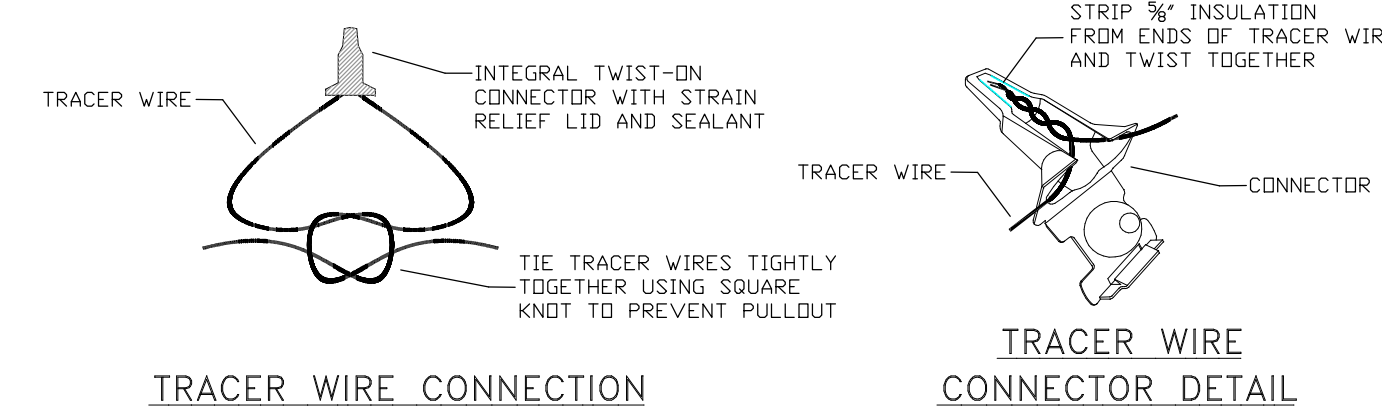 TRACER WIRE
INTEGRAL TWIST-ON
CONNECTOR WITH STRAIN
RELIEF LID AND SEALANT
TIE TRACER WIRES TIGHTLY
TOGETHER USING SQUARE
KNOT TO PREVENT PULLOUT
TRACER WIRE CONNECTION
STRIP ⅝" INSULATION
FROM ENDS OF TRACER WIR
AND TWIST TOGETHER
TRACER WIRE
CONNECTOR
TRACER WIRE
CONNECTOR DETAIL